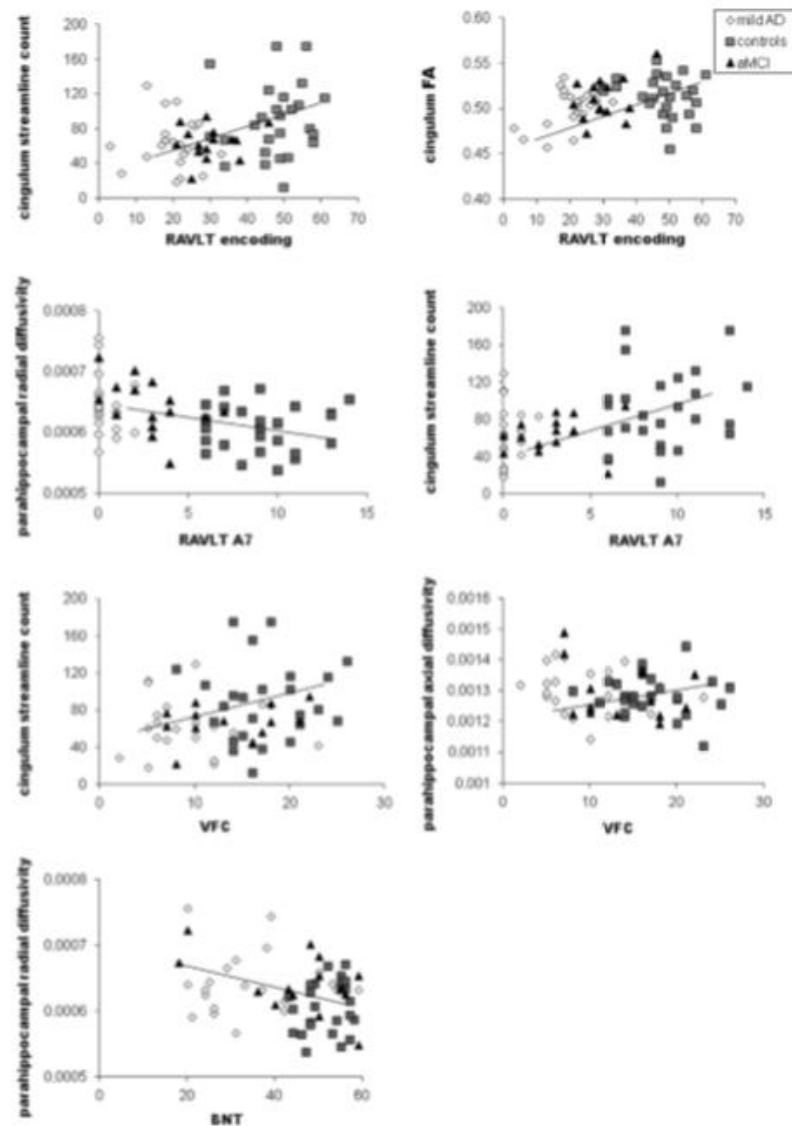 mild AD
controls
aMCI
cingulum streamline count
200
160
120
80
40
0
0 10 20 30 40 50 60 70
RAVLT encoding
cingulum FA
0.60
0.55
0.50
0.45
0.40
0 10 20 30 40 50 60 70
RAVLT encoding
parahippocampal radial diffusivity
0.0008
0.0007
0.0006
0.0005
0 5 10 15
RAVLT A7
cingulum streamline count
200
160
120
80
40
0
0 5 10 15
RAVLT A7
cingulum streamline count
200
160
120
80
40
0
0 10 20 30
VFC
parahippocampal axial diffusivity
0.0016
0.0015
0.0014
0.0013
0.0012
0.0011
0.001
0 10 20 30
VFC
parahippocampal radial diffusivity
0.0008
0.0007
0.0006
0.0005
0 20 40 60
BNT